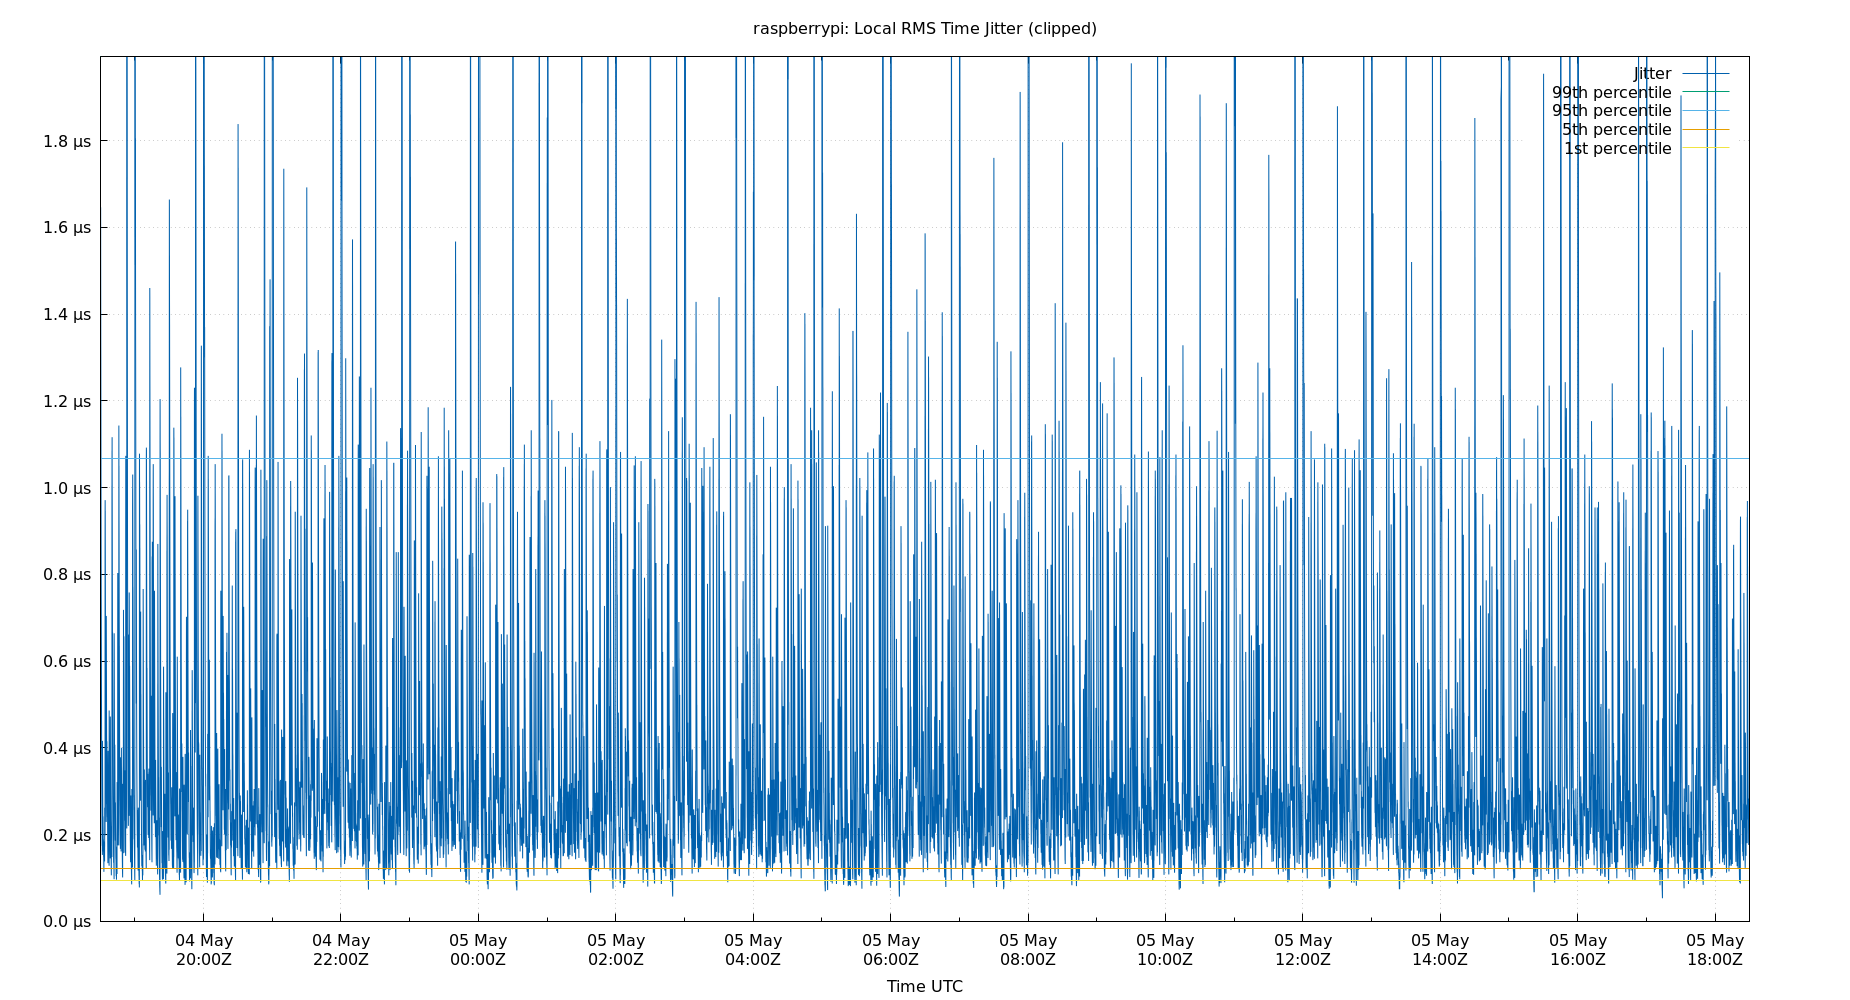 raspberrypi: Local RMS Time Jitter (clipped)
Jitter
99th percentile
95th percentile
5th percentile
1st percentile
1.8 µs
1.6 µs
1.4 µs
1.2 µs
1.0 µs
0.8 µs
0.6 µs
0.4 µs
0.2 µs
0.0 µs
04 May 04 May 05 May 05 May 05 May 05 May 05 May 05 May 05 May 05 May 05 May 05 May
20:00Z 22:00Z 00:00Z 02:00Z 04:00Z 06:00Z 08:00Z 10:00Z 12:00Z 14:00Z 16:00Z 18:00Z
Time UTC